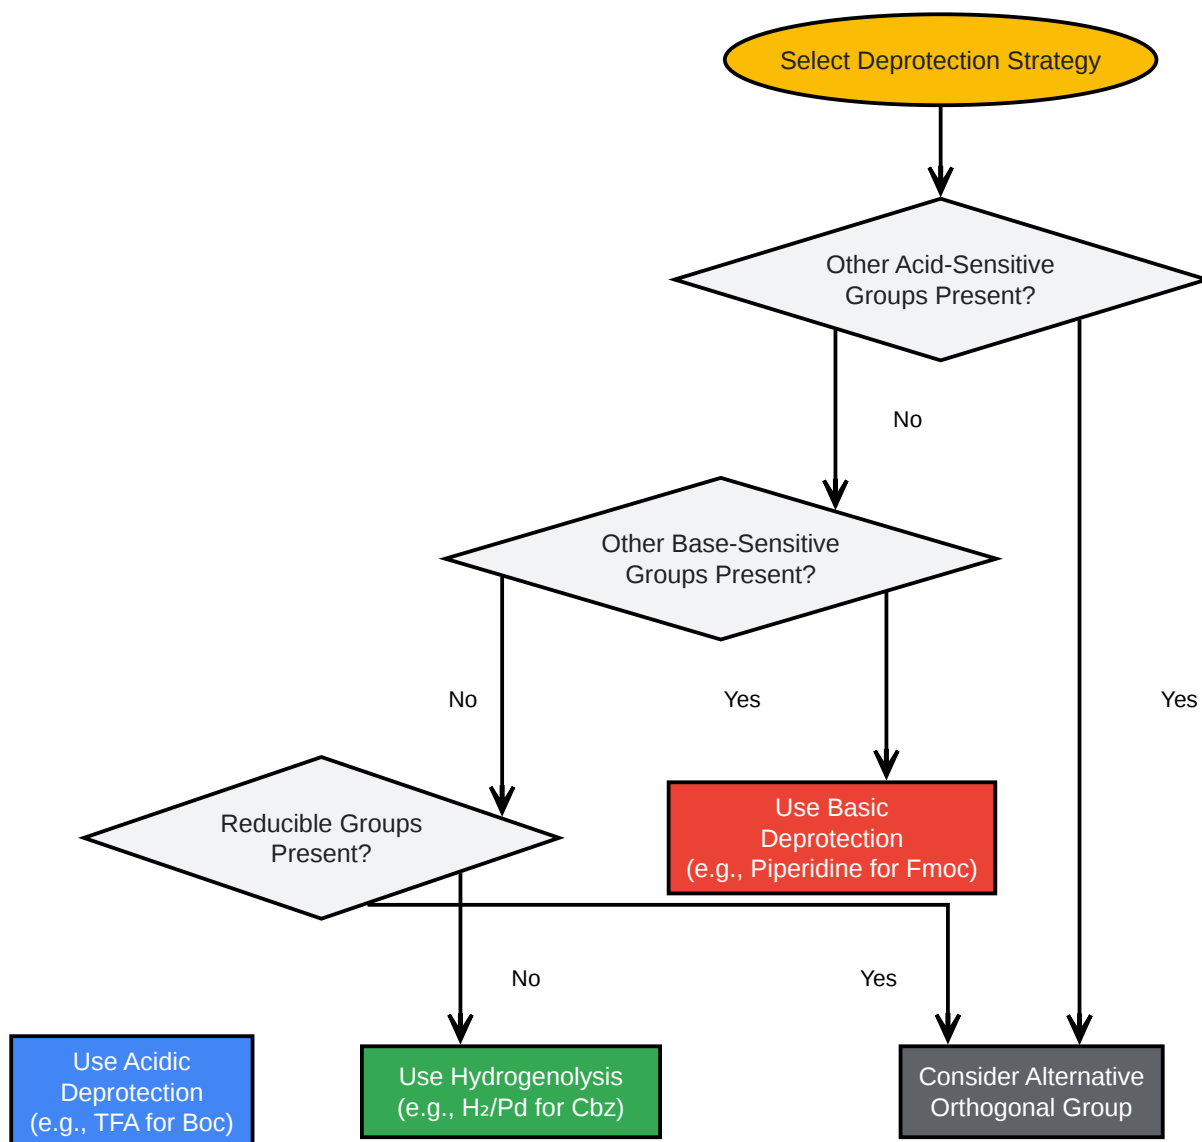 Select Deprotection Strategy
Other Acid-Sensitive
Groups Present?
No
Other Base-Sensitive
Groups Present?
No
Yes
Yes
Use Basic
Deprotection
(e.g., Piperidine for Fmoc)
Reducible Groups
Present?
No
Yes
Use Acidic
Deprotection
(e.g., TFA for Boc)
Use Hydrogenolysis
(e.g., H₂/Pd for Cbz)
Consider Alternative
Orthogonal Group